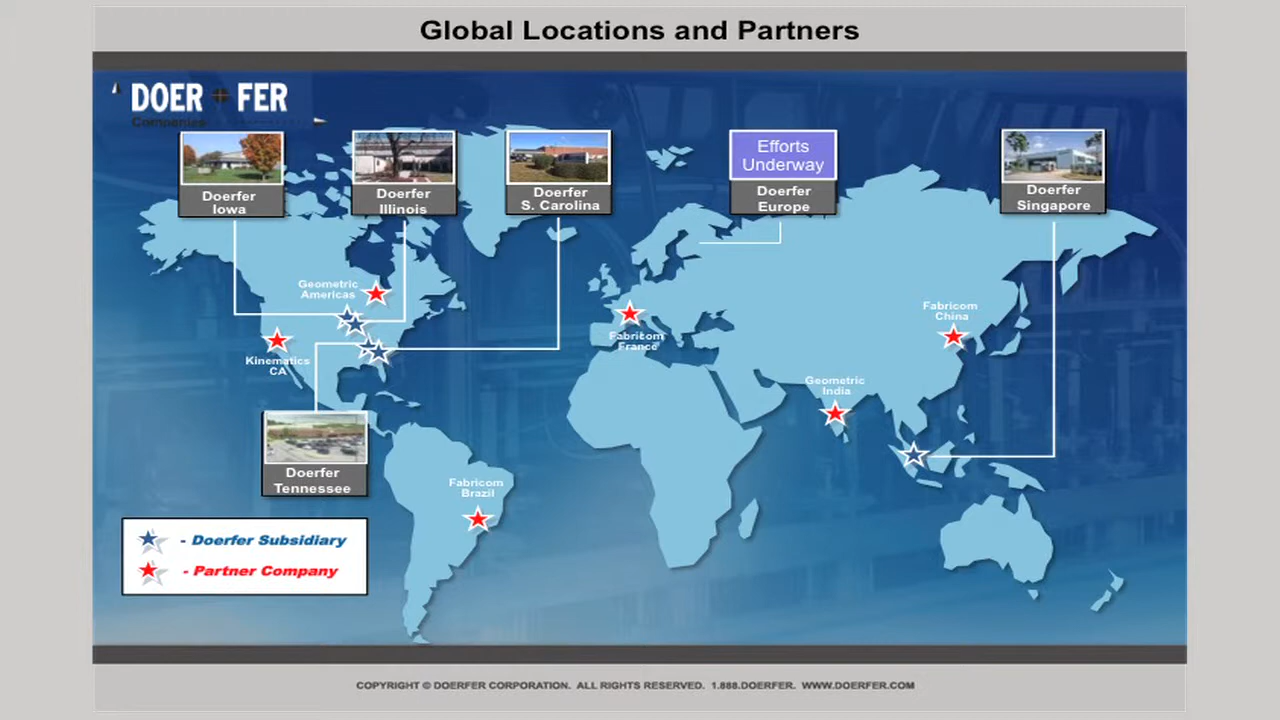 Global Locations and Partners
DOER FER
Companies
Doerfer
Iowa
Doerfer
Illinois
Doerfer
S. Carolina
Efforts
Underway
Doerfer
Europe
Doerfer
Singapore
Geometric
Americas
Kinematics
CA
Fabricom
France
Fabricom
China
Geometric
India
Doerfer
Tennessee
Fabricom
Brazil
- Doerfer Subsidiary
- Partner Company
COPYRIGHT © DOERFER CORPORATION. ALL RIGHTS RESERVED. 1.888.DOERFER. WWW.DOERFER.COM